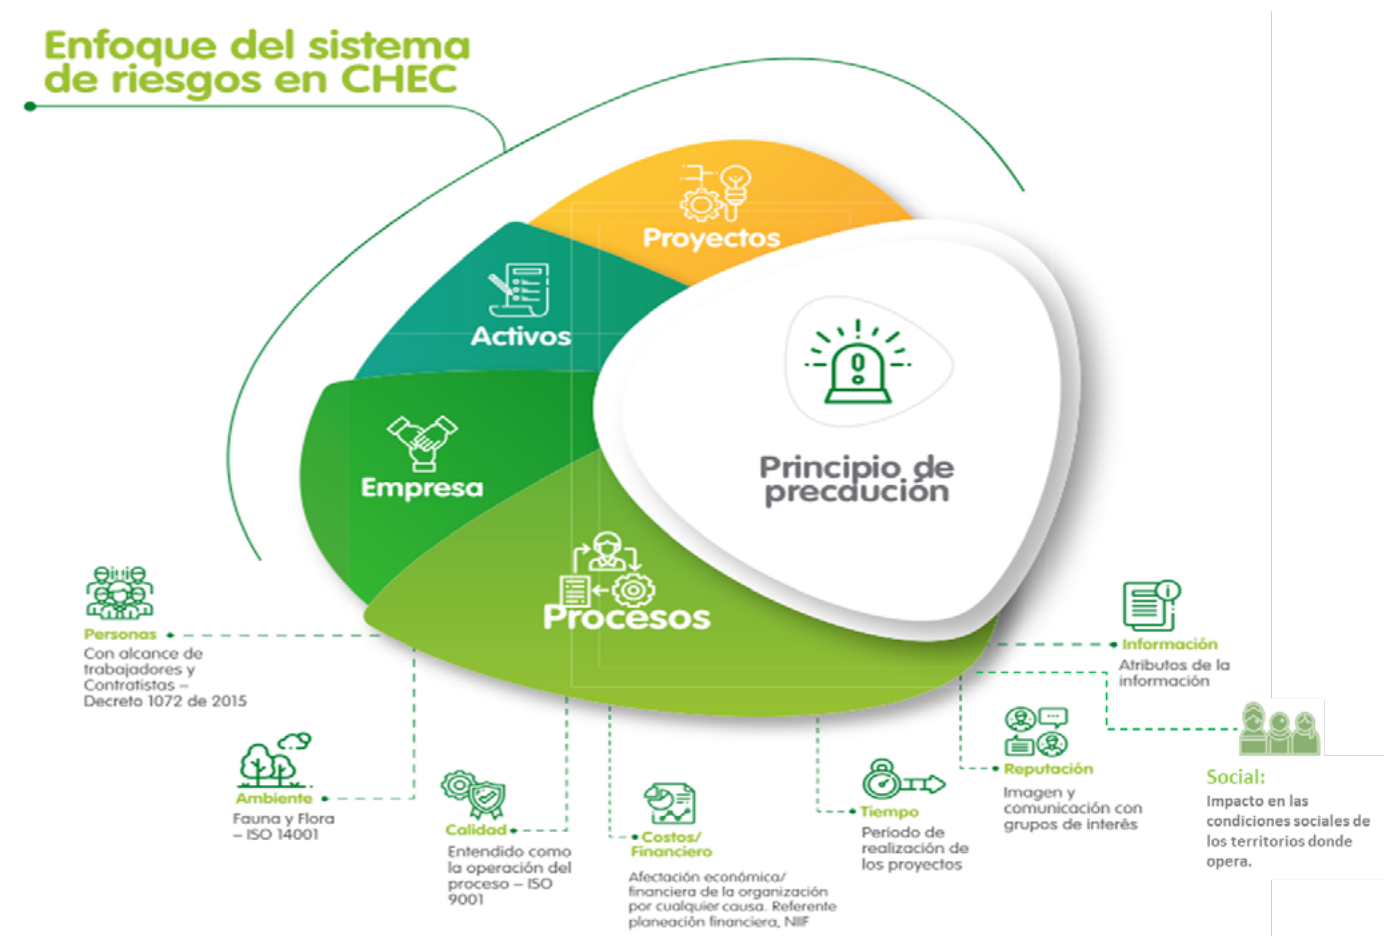 Enfoque del sistema
de riesgos en CHEC
Proyectos
Activos
Empresa
Procesos
Principio de
precdución
Personas
Con alcance de
trabajadores y
Contratistas –
Decreto 1072 de 2015
Ambiente
Fauna y Flora
– ISO 14001
Calidad
Entendido como
la operación del
proceso – ISO
9001
Costos/
Financiero
Afectación económica/
financiera de la organización
por cualquier causa. Referente
planeación financiera, NIIF
Tiempo
Periodo de
realización de
los proyectos
Reputación
Imagen y
comunicación con
grupos de interés
Información
Atributos de la
información
Social:
Impacto en las
condiciones sociales de
los territorios donde
opera.